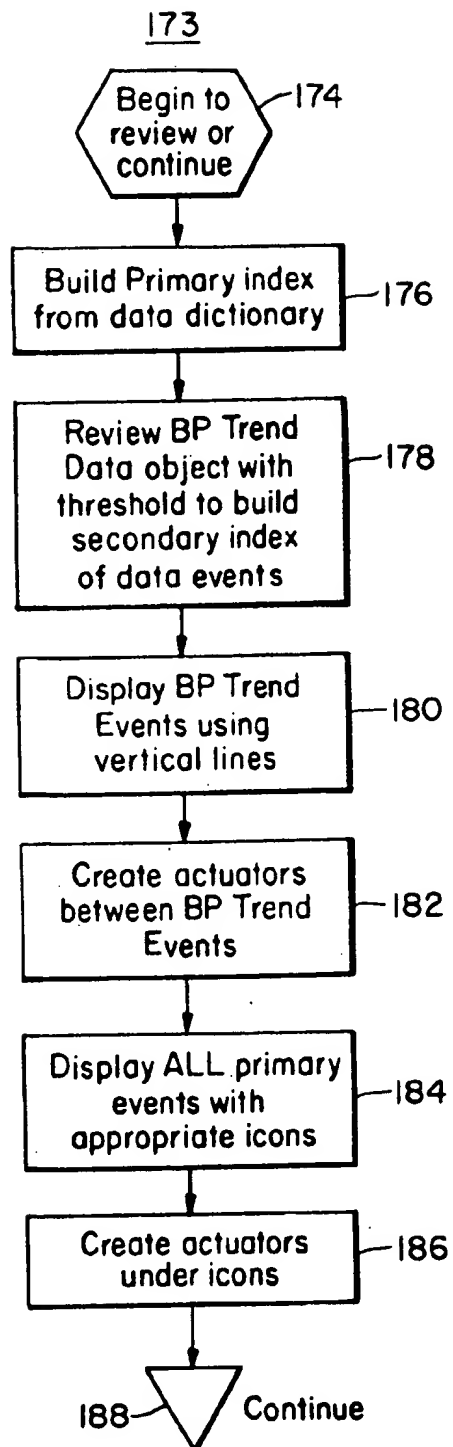 173
Begin to
review or
continue
174
Build Primary index
from data dictionary
176
Review BP Trend
Data object with
threshold to build
secondary index
of data events
178
Display BP Trend
Events using
vertical lines
180
Create actuators
between BP Trend
Events
182
Display ALL primary
events with
appropriate icons
184
Create actuators
under icons
186
188
Continue